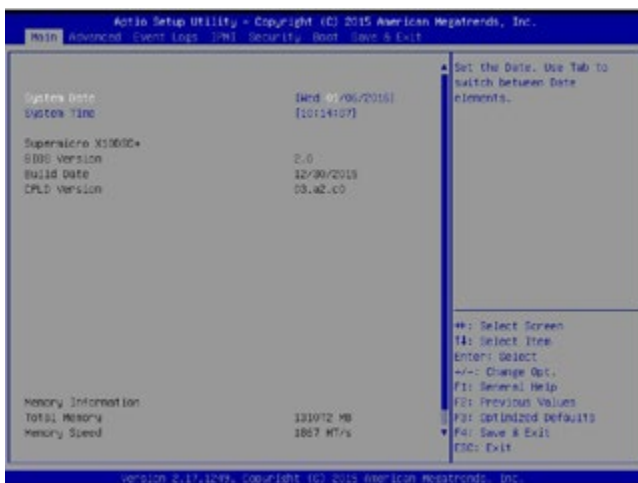 Aptio Setup Utility - Copyright (C) 2015 American Megatrends, Inc.
Main Advanced Event Logs IPMI Security Boot Save & Exit
Set the Date. Use Tab to
switch between Date
elements.
System Date [Wed 01/06/2016]
System Time [10:14:07]
Supermicro
BIOS Version 2.0
Build Date 12/30/2015
CPLD Version 03.a2.c0
Memory Information
Total Memory 131072 MB
Memory Speed 1867 MT/s
: Select Screen
↑↓: Select Item
Enter: Select
+/-: Change Opt.
F1: General Help
F2: Previous Values
F3: Optimized Defaults
F4: Save & Exit
ESC: Exit
Version 2.17.1249. Copyright (C) 2015 American Megatrends, Inc.